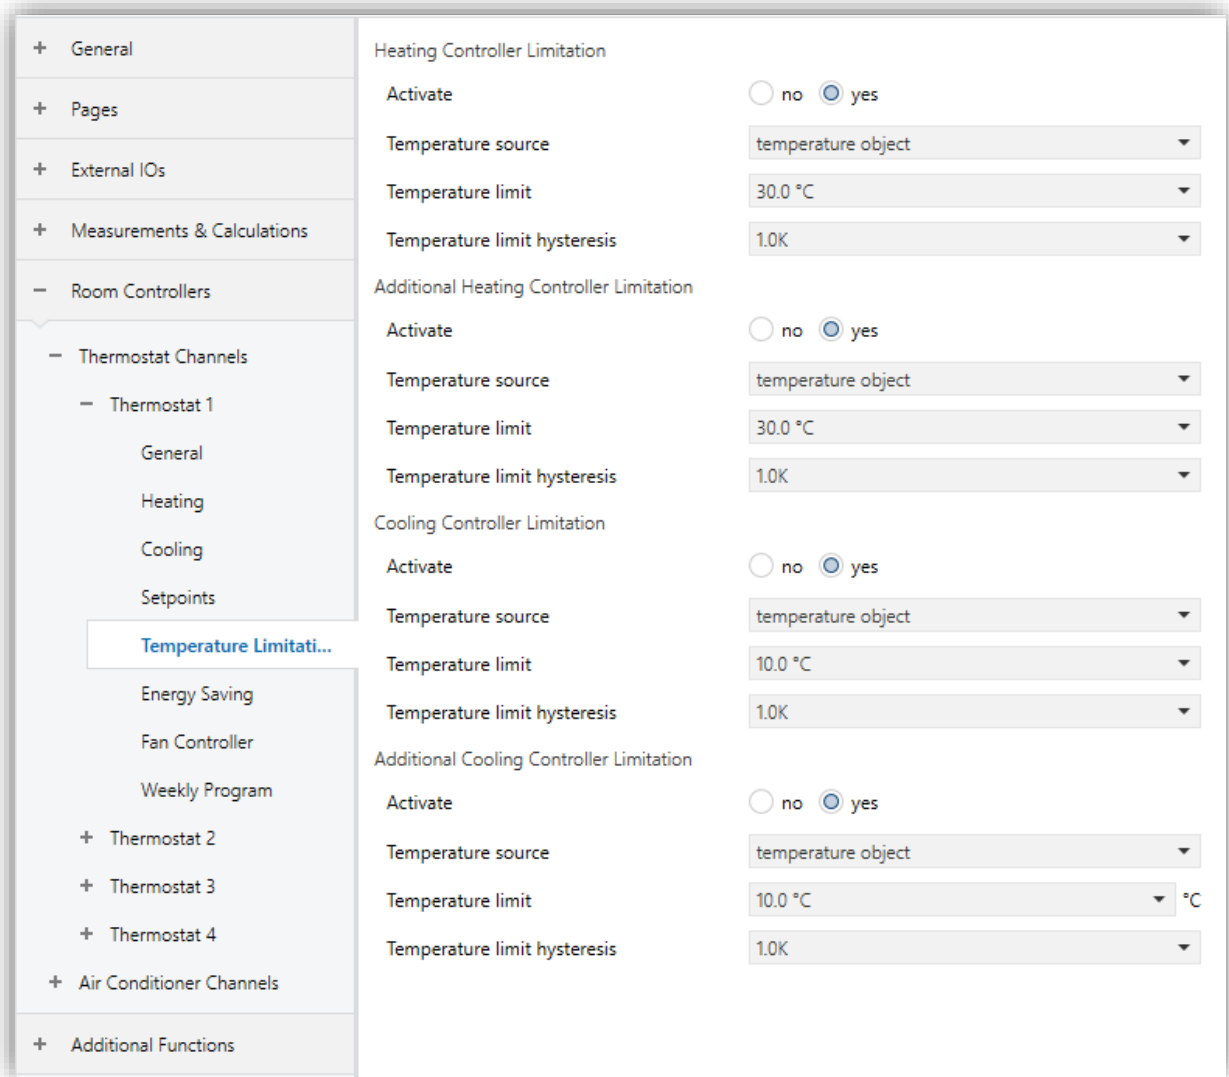 General
Pages
External IOs
Measurements & Calculations
Room Controllers
Thermostat Channels
Thermostat 1
General
Heating
Cooling
Setpoints
Temperature Limitati...
Energy Saving
Fan Controller
Weekly Program
Thermostat 2
Thermostat 3
Thermostat 4
Air Conditioner Channels
Additional Functions
Heating Controller Limitation
Activate no yes
Temperature source temperature object
Temperature limit 30.0 °C
Temperature limit hysteresis 1.0K
Additional Heating Controller Limitation
Activate no yes
Temperature source temperature object
Temperature limit 30.0 °C
Temperature limit hysteresis 1.0K
Cooling Controller Limitation
Activate no yes
Temperature source temperature object
Temperature limit 10.0 °C
Temperature limit hysteresis 1.0K
Additional Cooling Controller Limitation
Activate no yes
Temperature source temperature object
Temperature limit 10.0 °C °C
Temperature limit hysteresis 1.0K